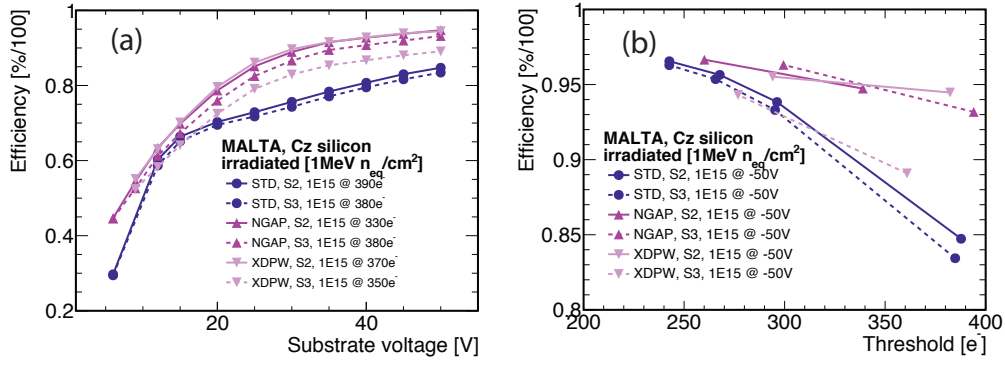 (a)
Efficiency [%/100]
1
0.8
0.6
0.4
0.2
MALTA, Cz silicon
irradiated [1MeV n_eq/cm²]
STD, S2, 1E15 @ 390e⁻
STD, S3, 1E15 @ 380e⁻
NGAP, S2, 1E15 @ 330e⁻
NGAP, S3, 1E15 @ 380e⁻
XDPW, S2, 1E15 @ 370e⁻
XDPW, S3, 1E15 @ 350e⁻
20 40
Substrate voltage [V]
(b)
Efficiency [%/100]
1
0.95
0.9
0.85
0.8
MALTA, Cz silicon
irradiated [1MeV n_eq/cm²]
STD, S2, 1E15 @ -50V
STD, S3, 1E15 @ -50V
NGAP, S2, 1E15 @ -50V
NGAP, S3, 1E15 @ -50V
XDPW, S2, 1E15 @ -50V
XDPW, S3, 1E15 @ -50V
200 250 300 350 400
Threshold [e⁻]